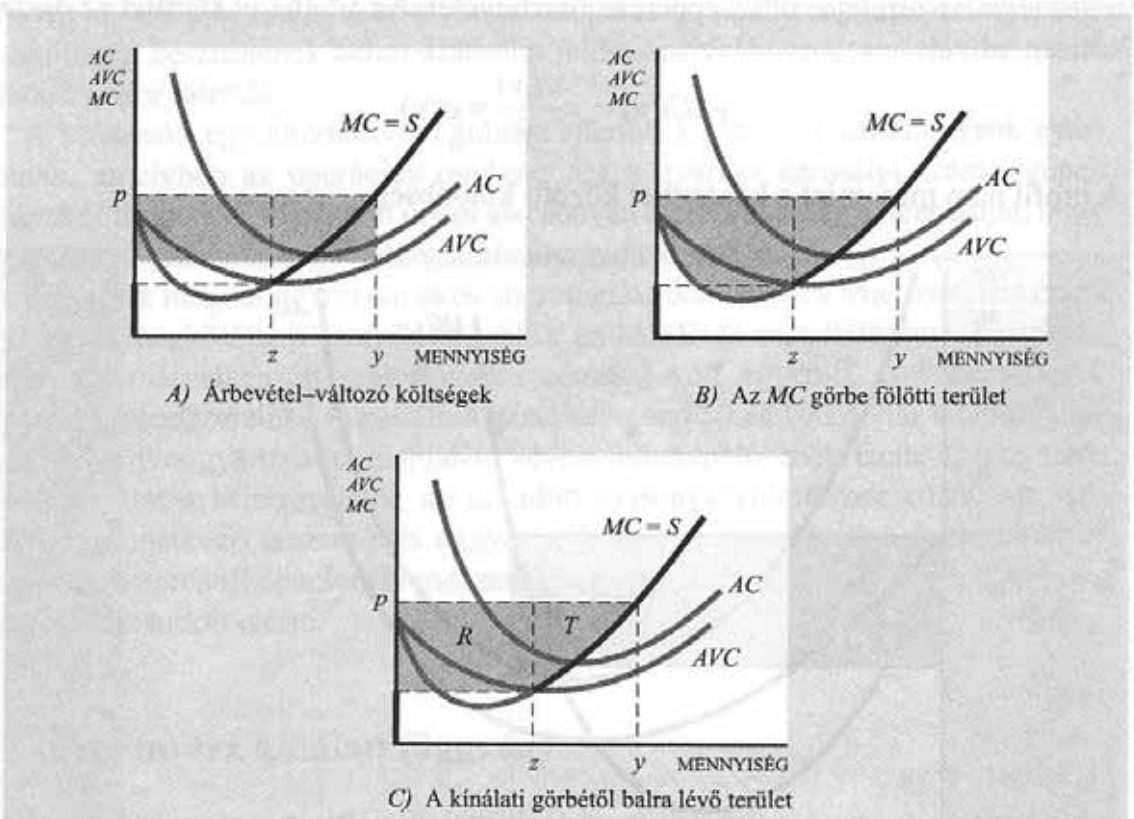 AC
AVC
MC
MC = S
p
AC
AVC
z
y
MENNYISÉG
A) Árbevétel–változó költségek
AC
AVC
MC
MC = S
p
AC
AVC
z
y
MENNYISÉG
B) Az MC görbe fölötti terület
AC
AVC
MC
MC = S
p
R
T
AC
AVC
z
y
MENNYISÉG
C) A kínálati görbétől balra lévő terület